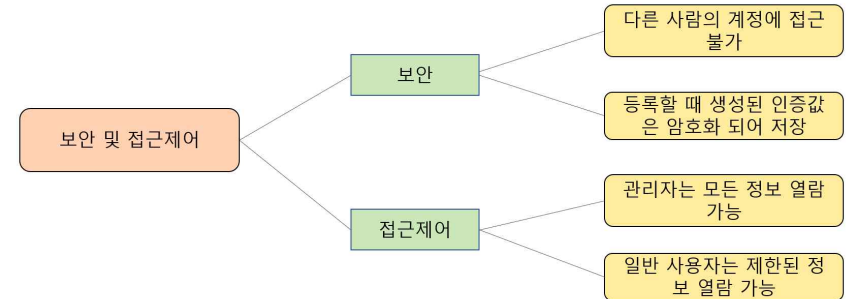 보안 및 접근제어
보안
다른 사람의 계정에 접근
불가
등록할 때 생성된 인증값
은 암호화 되어 저장
접근제어
관리자는 모든 정보 열람
가능
일반 사용자는 제한된 정
보 열람 가능